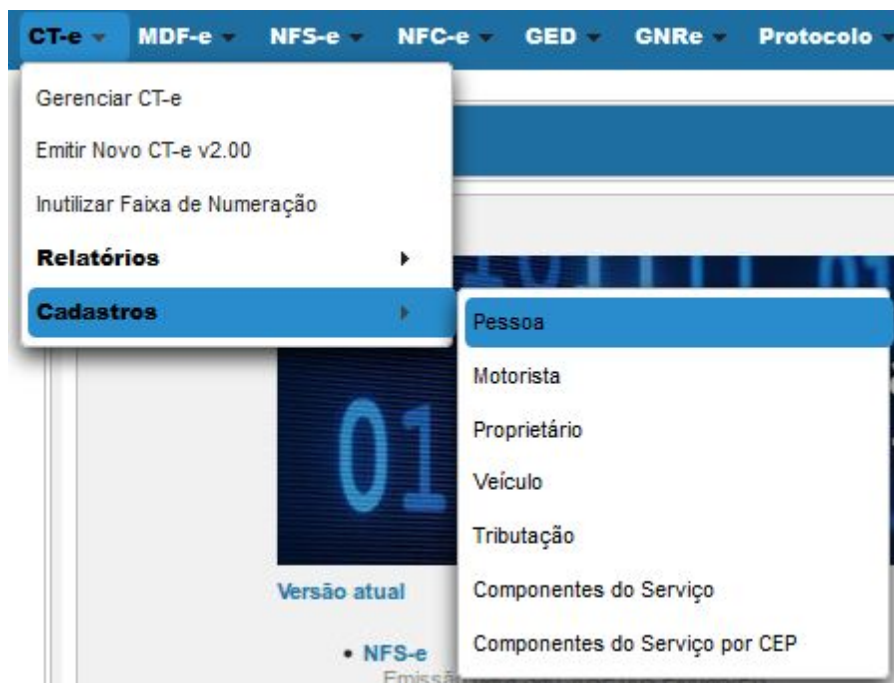 CT-e MDF-e NFS-e NFC-e GED GNRe Protocolo
Gerenciar CT-e
Emitir Novo CT-e v2.00
Inutilizar Faixa de Numeração
Relatórios
Cadastros
Pessoa
Motorista
Proprietário
Veículo
Tributação
Componentes do Serviço
Componentes do Serviço por CEP
01
Versão atual
• NFS-e